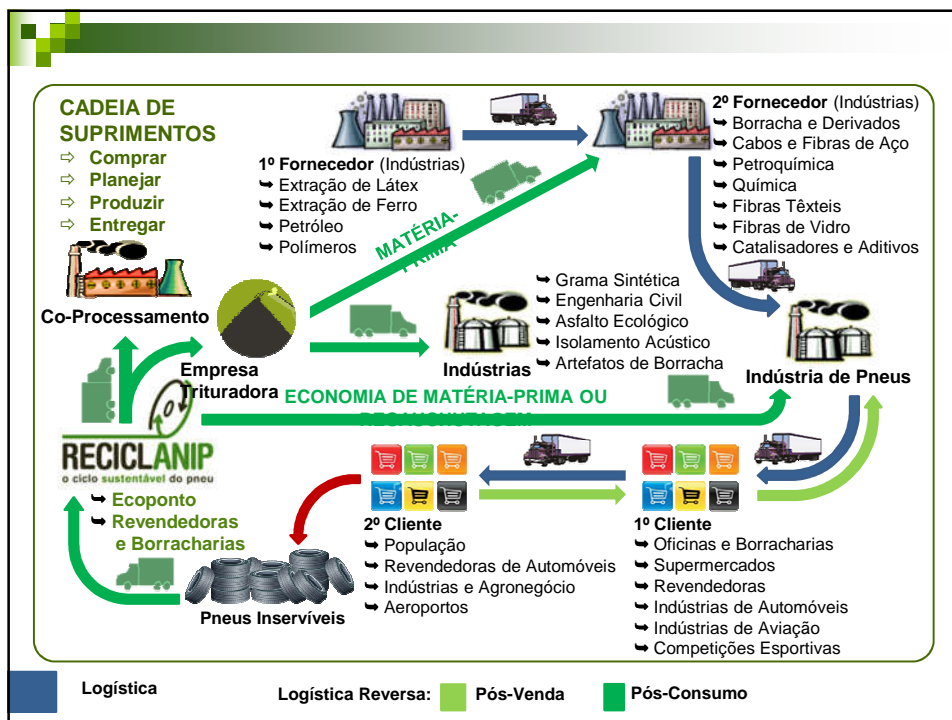 CADEIA DE
SUPRIMENTOS
⇨ Comprar
⇨ Planejar
⇨ Produzir
⇨ Entregar
1º Fornecedor (Indústrias)
➥ Extração de Látex
➥ Extração de Ferro
➥ Petróleo
➥ Polímeros
2º Fornecedor (Indústrias)
➥ Borracha e Derivados
➥ Cabos e Fibras de Aço
➥ Petroquímica
➥ Química
➥ Fibras Têxteis
➥ Fibras de Vidro
➥ Catalisadores e Aditivos
MATÉRIA-
PRIMA
Co-Processamento
Empresa
Trituradora
Indústrias
➥ Grama Sintética
➥ Engenharia Civil
➥ Asfalto Ecológico
➥ Isolamento Acústico
➥ Artefatos de Borracha
Indústria de Pneus
ECONOMIA DE MATÉRIA-PRIMA OU
RECICLANIP
o ciclo sustentável do pneu
➥ Ecoponto
➥ Revendedoras
e Borracharias
Pneus Inservíveis
2º Cliente
➥ População
➥ Revendedoras de Automóveis
➥ Indústrias e Agronegócio
➥ Aeroportos
1º Cliente
➥ Oficinas e Borracharias
➥ Supermercados
➥ Revendedoras
➥ Indústrias de Automóveis
➥ Indústrias de Aviação
➥ Competições Esportivas
Logística
Logística Reversa:
Pós-Venda
Pós-Consumo